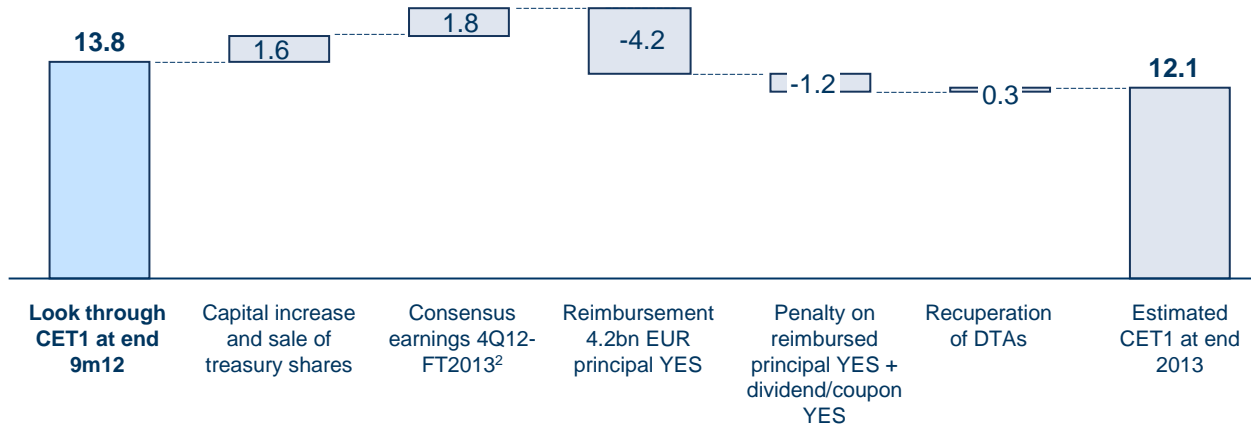 13.8
1.6
1.8
-4.2
-1.2
0.3
12.1
Look through
CET1 at end
9m12
Capital increase
and sale of
treasury shares
Consensus
earnings 4Q12-
FT2013²
Reimbursement
4.2bn EUR
principal YES
Penalty on
reimbursed
principal YES +
dividend/coupon
YES
Recuperation
of DTAs
Estimated
CET1 at end
2013